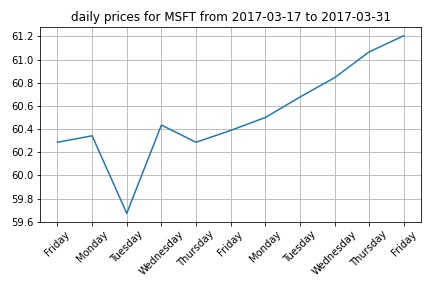 daily prices for MSFT from 2017-03-17 to 2017-03-31
61.2
61.0
60.8
60.6
60.4
60.2
60.0
59.8
59.6
Friday
Monday
Tuesday
Wednesday
Thursday
Friday
Monday
Tuesday
Wednesday
Thursday
Friday